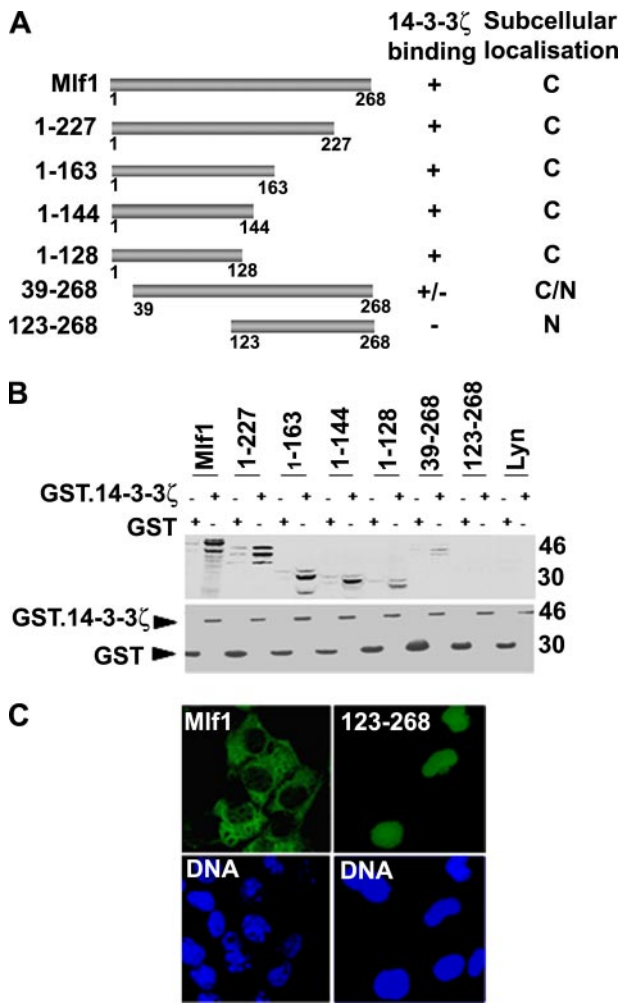 A
14-3-3ζ Subcellular
binding localisation
Mlf1 + C
1 268
1-227 + C
1 227
1-163 + C
1 163
1-144 + C
1 144
1-128 + C
1 128
39-268 +/- C/N
39 268
123-268 - N
123 268
B
Mlf1 1-227 1-163 1-144 1-128 39-268 123-268 Lyn
GST.14-3-3ζ - + - + - + - + - + - + - + - +
GST + - + - + - + - + - + - + - + -
46
30
GST.14-3-3ζ 46
GST 30
C
Mlf1 123-268
DNA DNA